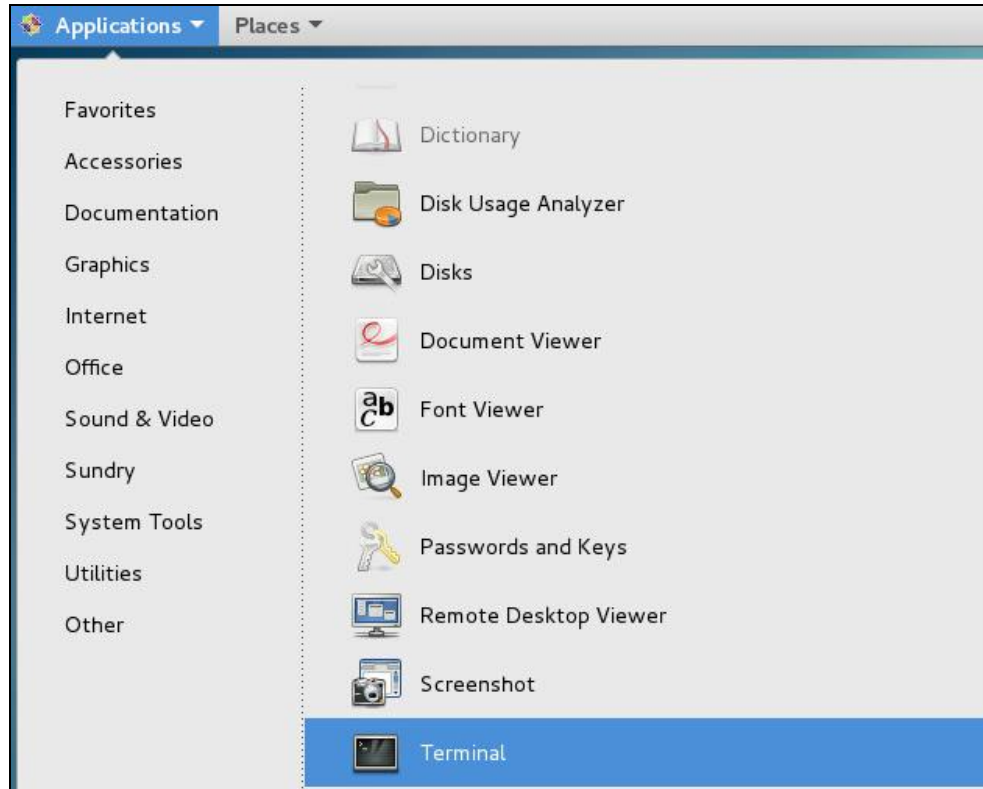 Applications Places
Favorites
Accessories
Documentation
Graphics
Internet
Office
Sound & Video
Sundry
System Tools
Utilities
Other
Dictionary
Disk Usage Analyzer
Disks
Document Viewer
Font Viewer
Image Viewer
Passwords and Keys
Remote Desktop Viewer
Screenshot
Terminal